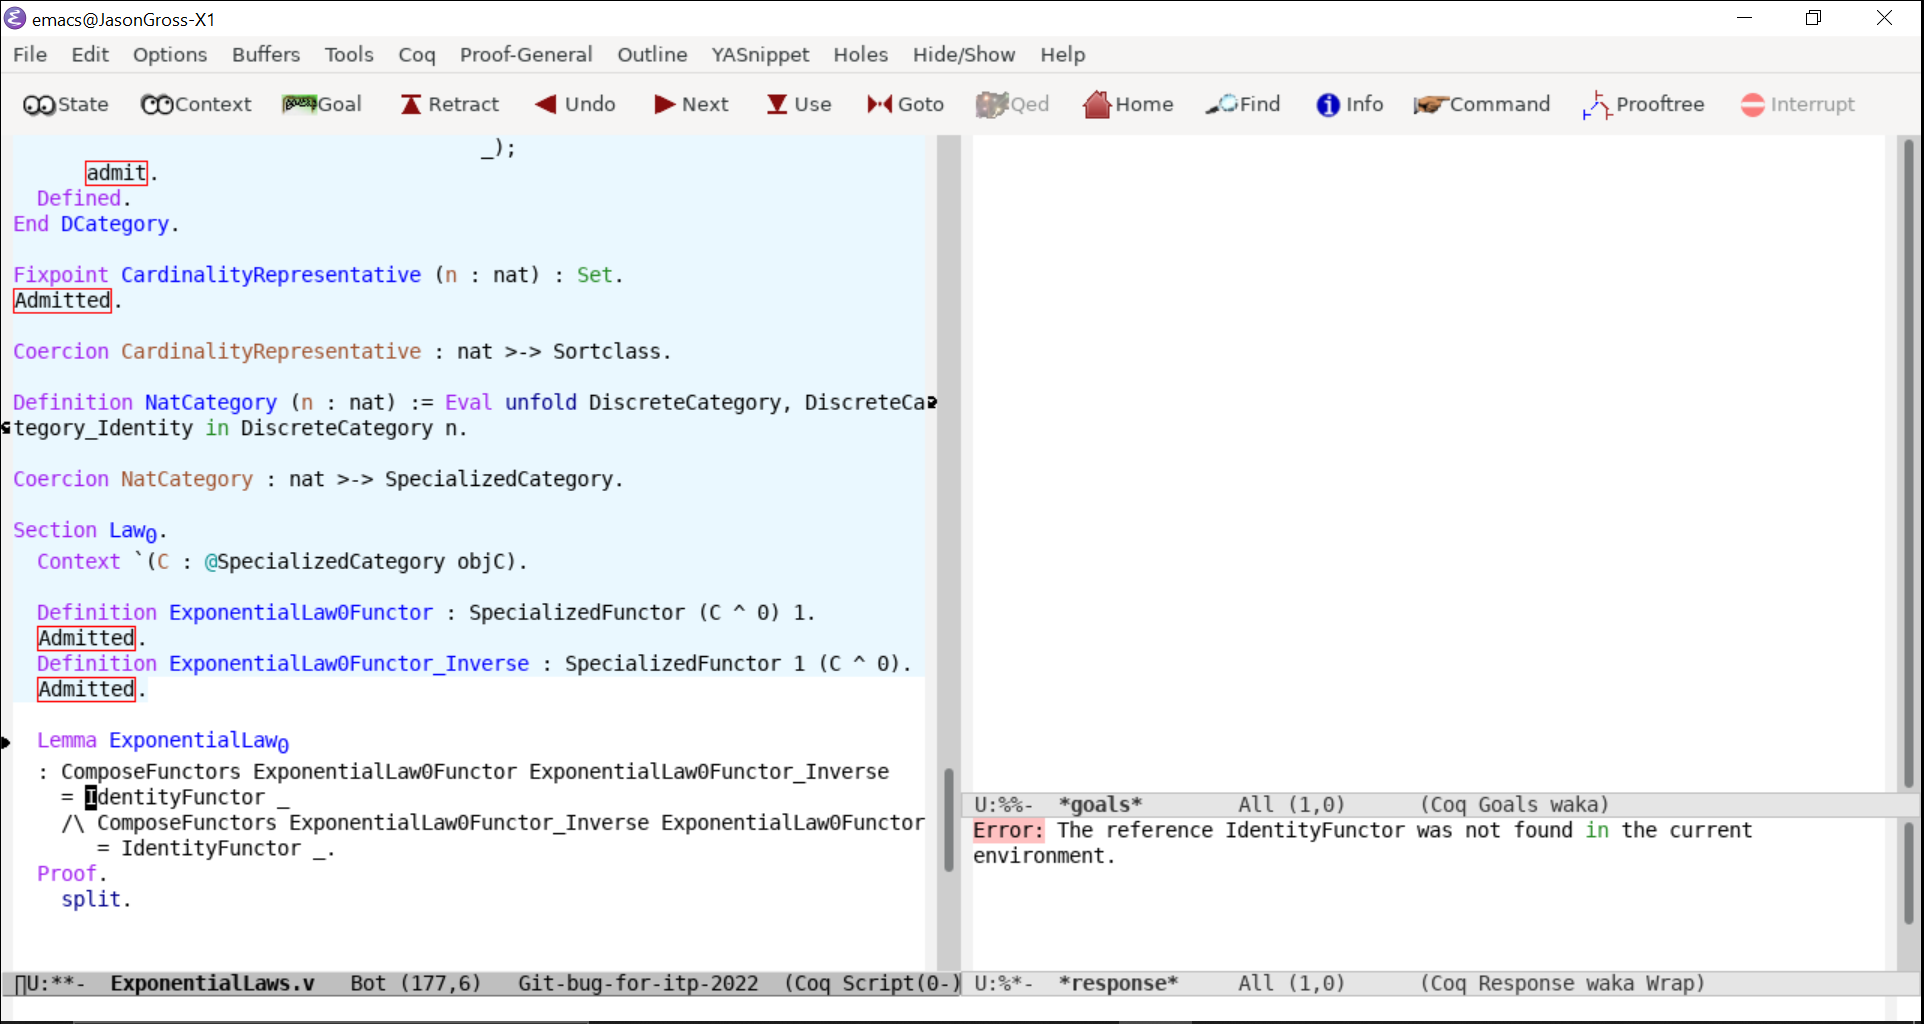 emacs@JasonGross-X1
File Edit Options Buffers Tools Coq Proof-General Outline YASnippet Holes Hide/Show Help
State Context Goal Retract Undo Next Use Goto Qed Home Find Info Command Prooftree Interrupt
_);
admit.
Defined.
End DCategory.
Fixpoint CardinalityRepresentative (n : nat) : Set.
Admitted.
Coercion CardinalityRepresentative : nat >-> Sortclass.
Definition NatCategory (n : nat) := Eval unfold DiscreteCategory, DiscreteCa
tegory_Identity in DiscreteCategory n.
Coercion NatCategory : nat >-> SpecializedCategory.
Section Law₀.
Context `(C : @SpecializedCategory objC).
Definition ExponentialLaw0Functor : SpecializedFunctor (C ^ 0) 1.
Admitted.
Definition ExponentialLaw0Functor_Inverse : SpecializedFunctor 1 (C ^ 0).
Admitted.
Lemma ExponentialLaw₀
: ComposeFunctors ExponentialLaw0Functor ExponentialLaw0Functor_Inverse
= IdentityFunctor _
/\ ComposeFunctors ExponentialLaw0Functor_Inverse ExponentialLaw0Functor
= IdentityFunctor _.
Proof.
split.
U:**- ExponentialLaws.v Bot (177,6) Git-bug-for-itp-2022 (Coq Script(0-)
U:%%- *goals* All (1,0) (Coq Goals waka)
Error: The reference IdentityFunctor was not found in the current
environment.
U:%*- *response* All (1,0) (Coq Response waka Wrap)